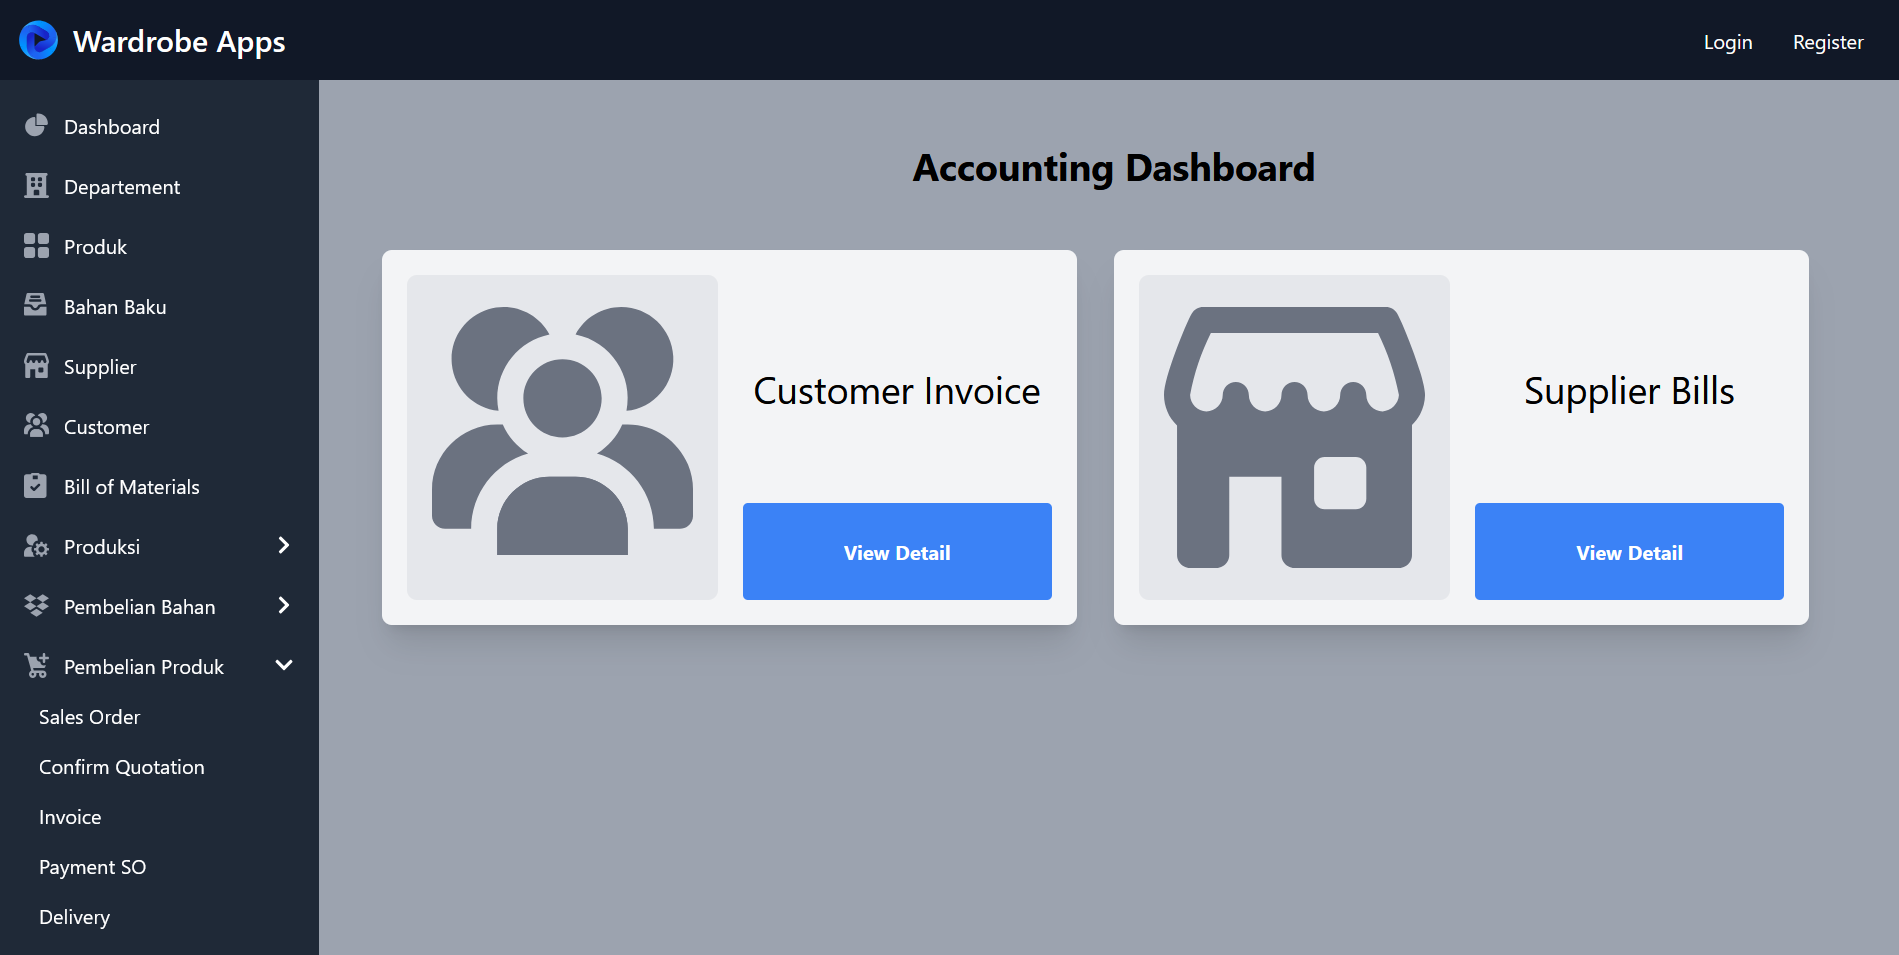 Wardrobe Apps
Login
Register
Dashboard
Departement
Produk
Bahan Baku
Supplier
Customer
Bill of Materials
Produksi
Pembelian Bahan
Pembelian Produk
Sales Order
Confirm Quotation
Invoice
Payment SO
Delivery
Accounting Dashboard
Customer Invoice
View Detail
Supplier Bills
View Detail